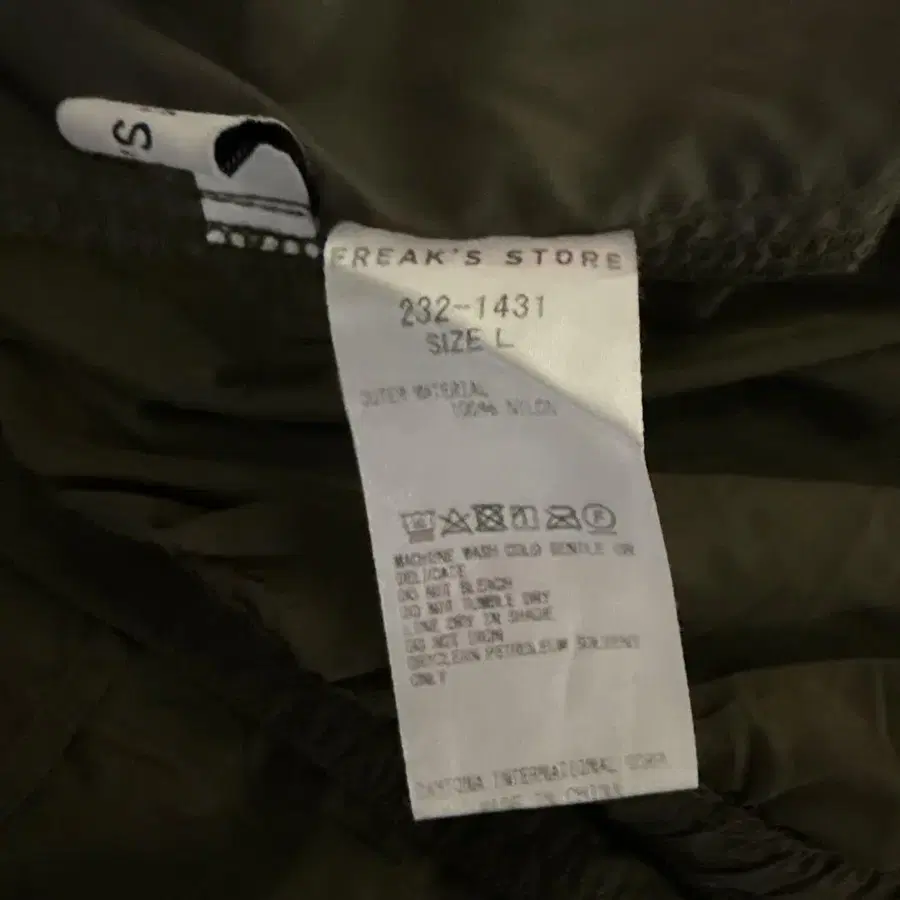 'S
FREAK'S STORE
232-1431
SIZE L
OUTER MATERIAL
100% NYLON
MACHINE WASH COLD GENTLE OR
DELICATE
DO NOT BLEACH
DO NOT TUMBLE DRY
LINE DRY IN SHADE
DO NOT IRON
DRYCLEAN PETROLEUM SOLVENT
ONLY
DAYTONA INTERNATIONAL CORP
MADE IN CHINA